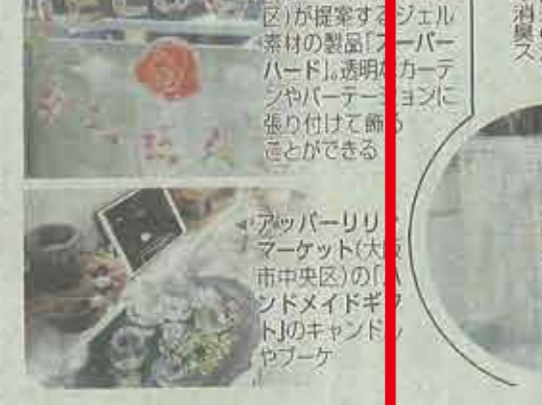 区)が提案するジェル
素材の製品「スーパー
ハード」。透明なカーテ
ンやパーテーションに
張り付けて飾る
ことができる
アッパーリリ
マーケット(大阪
市中央区)の「ハ
ンドメイドギフ
ト」のキャンドル
やブーケ
消臭ス